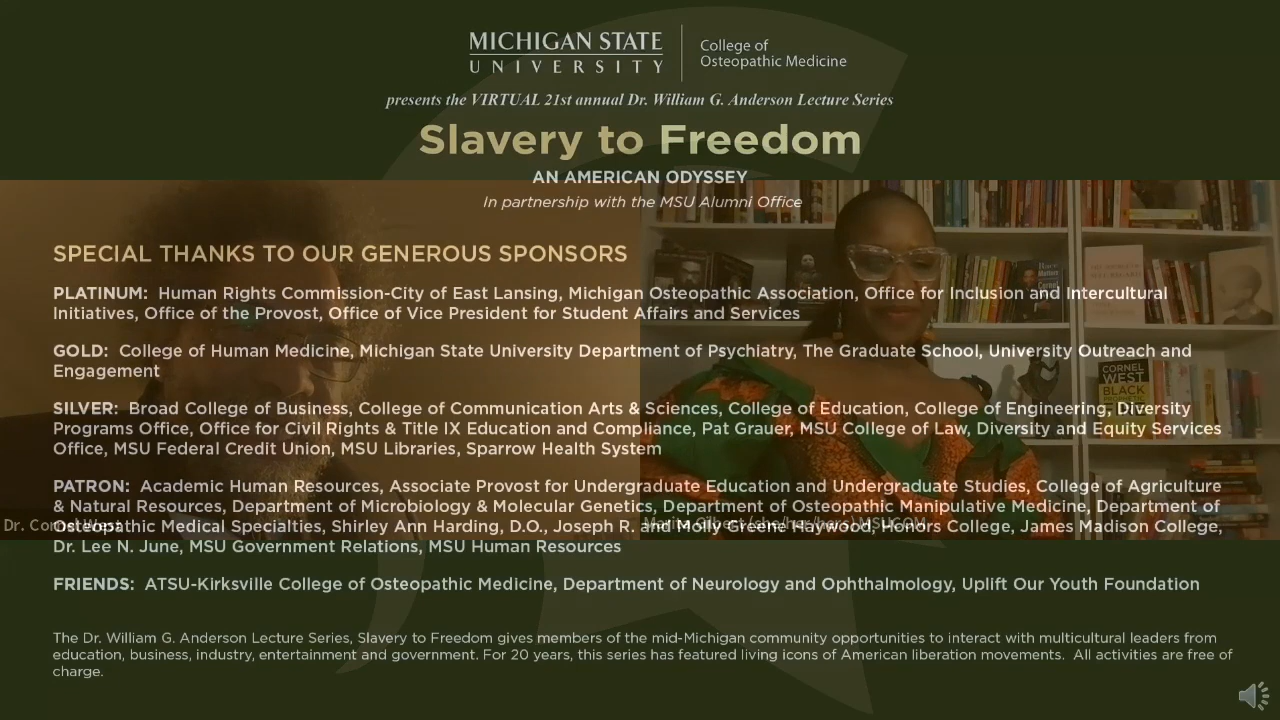 MICHIGAN STATE
UNIVERSITY
College of
Osteopathic Medicine
presents the VIRTUAL 21st annual Dr. William G. Anderson Lecture Series
Slavery to Freedom
AN AMERICAN ODYSSEY
In partnership with the MSU Alumni Office
SPECIAL THANKS TO OUR GENEROUS SPONSORS
PLATINUM: Human Rights Commission-City of East Lansing, Michigan Osteopathic Association, Office for Inclusion and Intercultural
Initiatives, Office of the Provost, Office of Vice President for Student Affairs and Services
GOLD: College of Human Medicine, Michigan State University Department of Psychiatry, The Graduate School, University Outreach and
Engagement
CORNEL
WEST
BLACK
SILVER: Broad College of Business, College of Communication Arts & Sciences, College of Education, College of Engineering, Diversity
Programs Office, Office for Civil Rights & Title IX Education and Compliance, Pat Grauer, MSU College of Law, Diversity and Equity Services
Office, MSU Federal Credit Union, MSU Libraries, Sparrow Health System
PATRON: Academic Human Resources, Associate Provost for Undergraduate Education and Undergraduate Studies, College of Agriculture
& Natural Resources, Department of Microbiology & Molecular Genetics, Department of Osteopathic Manipulative Medicine, Department of
Osteopathic Medical Specialties, Shirley Ann Harding, D.O., Joseph R. and Molly Greene Haywood, Honors College, James Madison College,
Dr. Lee N. June, MSU Government Relations, MSU Human Resources
Dr. Cornel West
FRIENDS: ATSU-Kirksville College of Osteopathic Medicine, Department of Neurology and Ophthalmology, Uplift Our Youth Foundation
The Dr. William G. Anderson Lecture Series, Slavery to Freedom gives members of the mid-Michigan community opportunities to interact with multicultural leaders from
education, business, industry, entertainment and government. For 20 years, this series has featured living icons of American liberation movements. All activities are free of
charge.